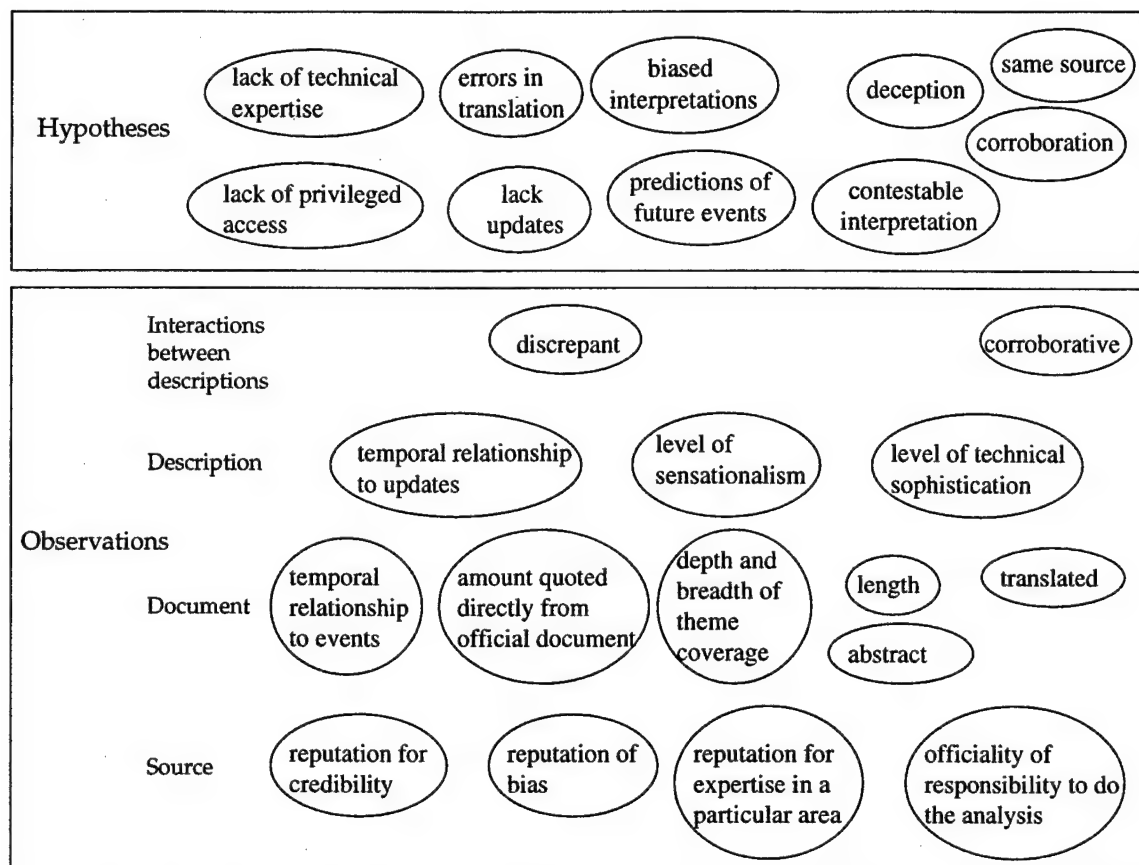 Hypotheses
lack of technical
expertise
errors in
translation
biased
interpretations
deception
same source
corroboration
lack of privileged
access
lack
updates
predictions of
future events
contestable
interpretation
Observations
Interactions
between
descriptions
discrepant
corroborative
Description
temporal relationship
to updates
level of
sensationalism
level of technical
sophistication
Document
temporal
relationship
to events
amount quoted
directly from
official document
depth and
breadth of
theme
coverage
length
abstract
translated
Source
reputation for
credibility
reputation of
bias
reputation for
expertise in a
particular area
officiality of
responsibility to do
the analysis